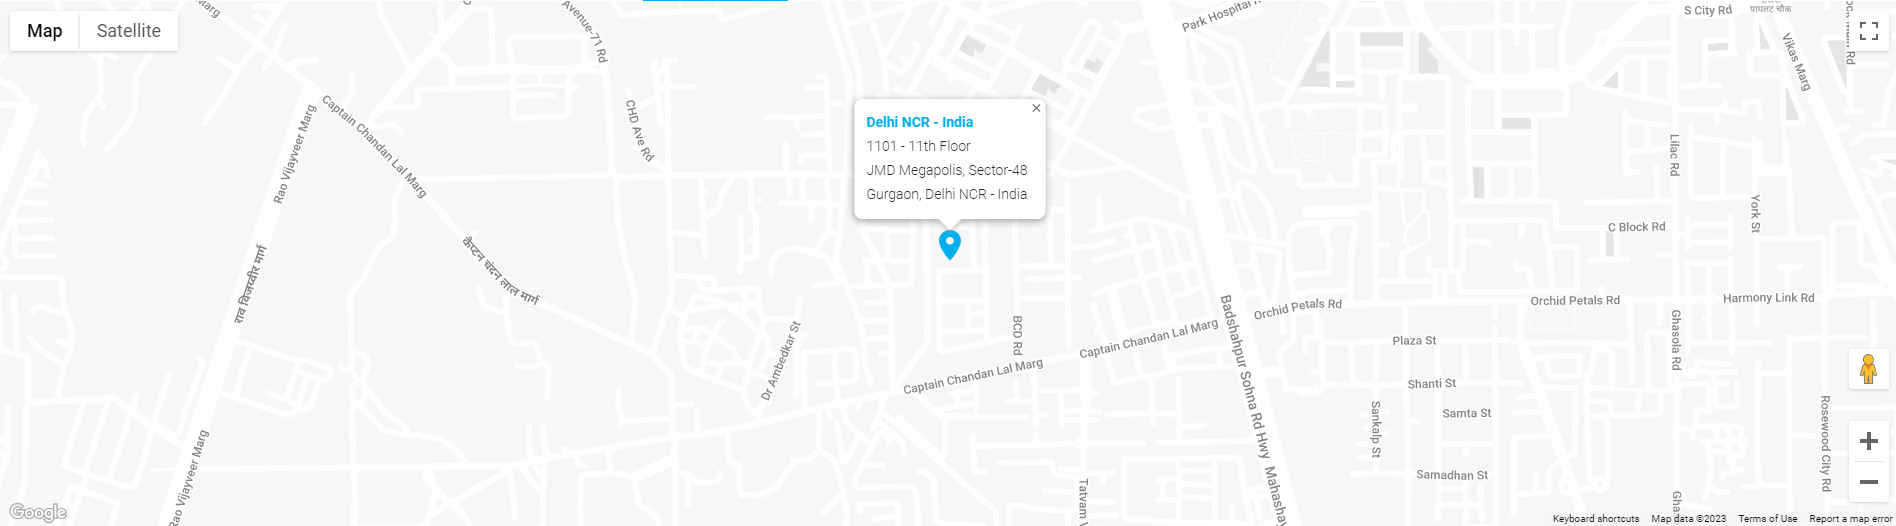 Map
Satellite
Marg
Avenue-71 Rd
Park Hospital
S City Rd
पायलट चौक
Vikas Marg
Captain Chandan Lal Marg
Rao Vijayveer Marg
CHD Ave Rd
Delhi NCR - India
1101 - 11th Floor
JMD Megapolis, Sector-48
Gurgaon, Delhi NCR - India
Lilac Rd
York St
C Block Rd
कैप्टन चंदन लाल मार्ग
राव विजयवीर मार्ग
Orchid Petals Rd
Orchid Petals Rd
Harmony Link Rd
Dr Ambedkar St
BCD Rd
Captain Chandan Lal Marg
Captain Chandan Lal Marg
Badshahpur Sohna Rd Hwy
Plaza St
Ghasola Rd
Shanti St
Samta St
Sankalp St
Rosewood City Rd
Samadhan St
Rao Vijayveer Marg
Tatvam
Google
Keyboard shortcuts
Map data ©2023
Terms of Use
Report a map error